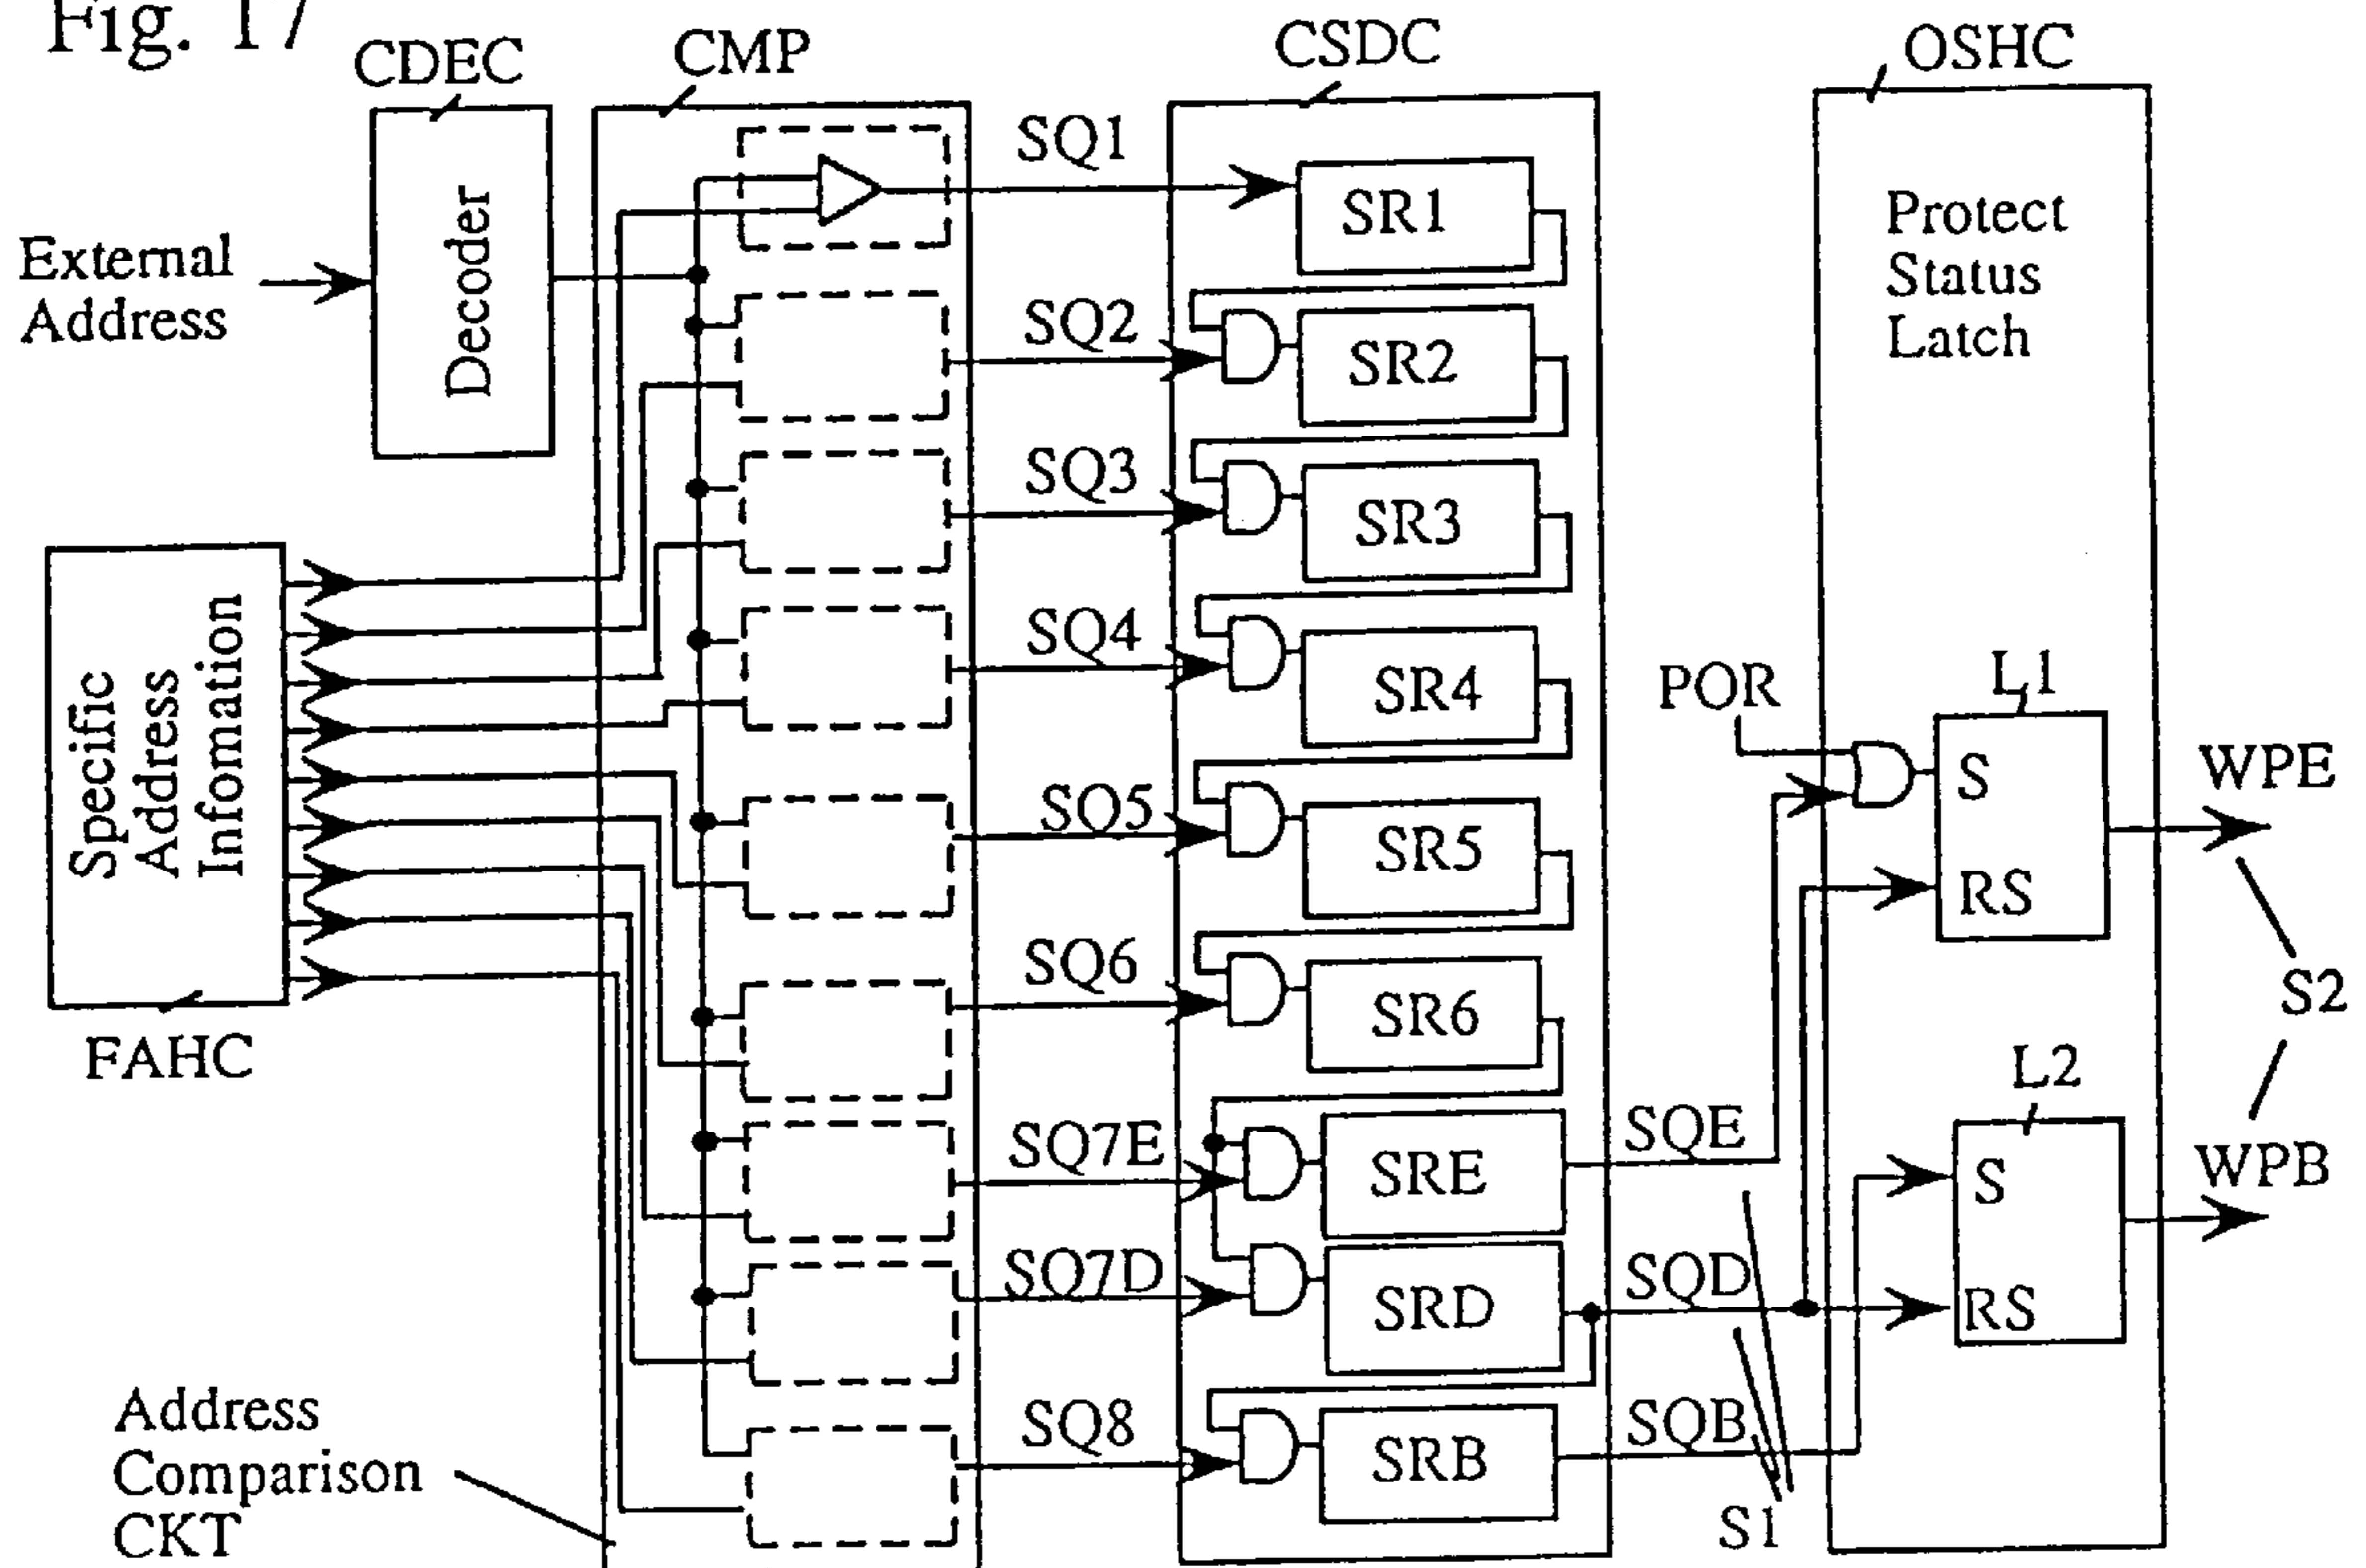 Fig. 17
CDEC
CMP
CSDC
OSHC
External
Address
Decoder
SQ1
SR1
Protect
Status
Latch
SQ2
SR2
SQ3
SR3
Specific
Address
Infomation
FAHC
SQ4
SR4
POR
L1
S
RS
WPE
SQ5
SR5
SQ6
SR6
S2
SQ7E
SRE
SQE
L2
S
RS
WPB
SQ7D
SRD
SQD
SQ8
SRB
SQB
S1
Address
Comparison
CKT